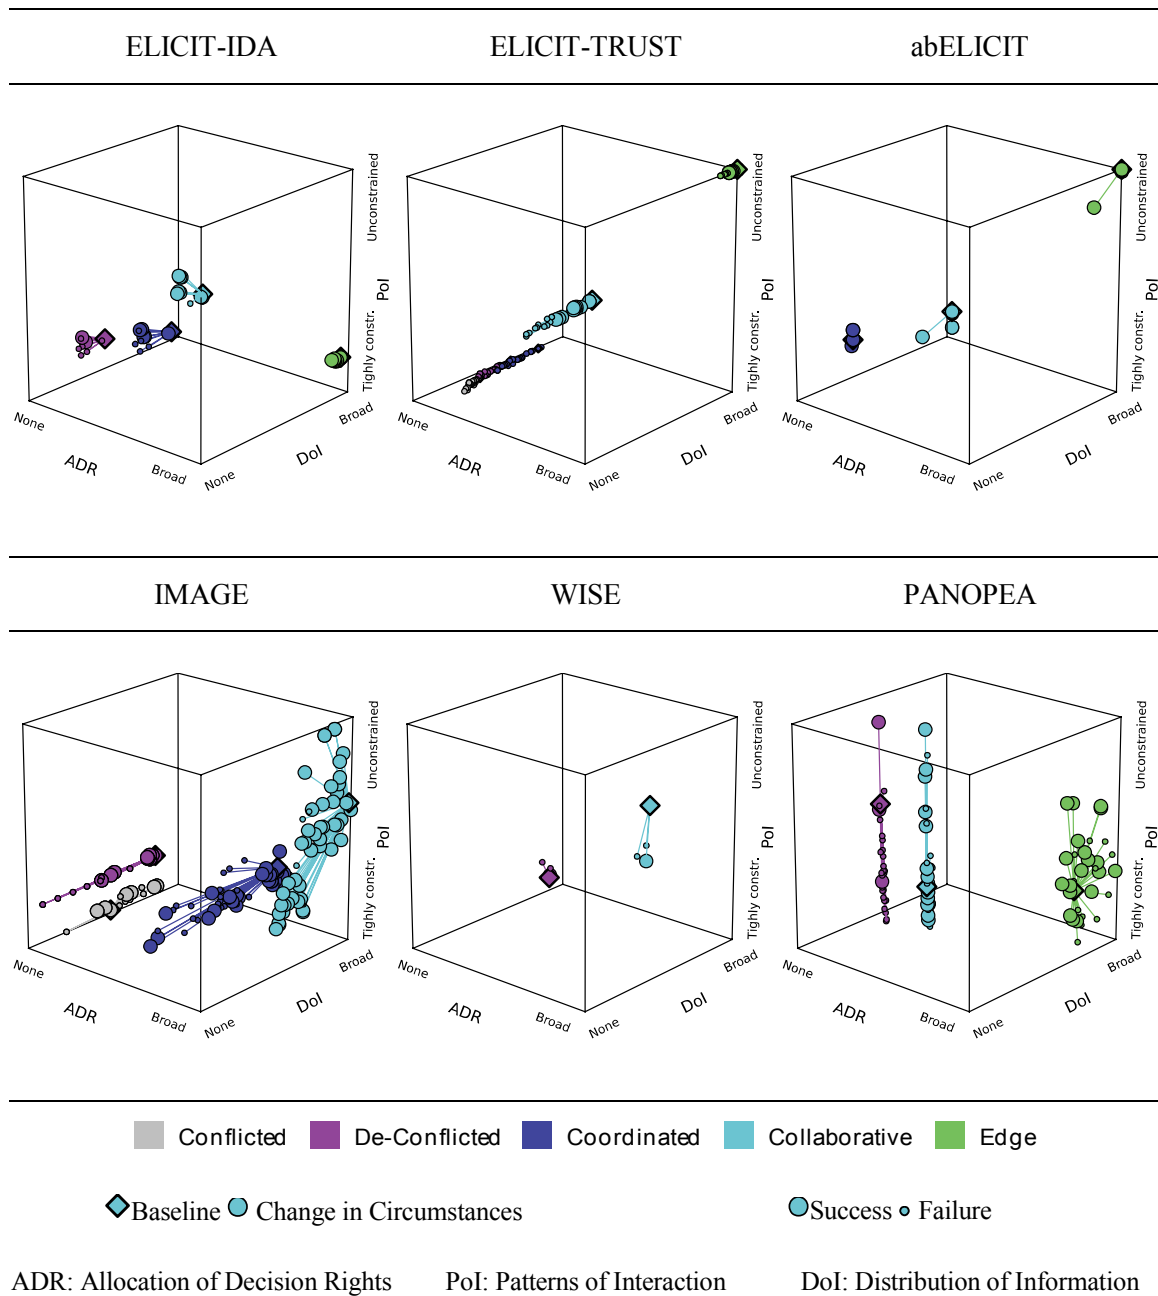 ELICIT-IDA ELICIT-TRUST abELICIT
Unconstrained Unconstrained Unconstrained
PoI PoI PoI
Tighly constr. Tighly constr. Tighly constr.
None Broad None Broad None Broad
ADR DoI ADR DoI ADR DoI
Broad None Broad None Broad None
IMAGE WISE PANOPEA
Unconstrained Unconstrained Unconstrained
PoI PoI PoI
Tighly constr. Tighly constr. Tighly constr.
None Broad None Broad None Broad
ADR DoI ADR DoI ADR DoI
Broad None Broad None Broad None
Conflicted De-Conflicted Coordinated Collaborative Edge
Baseline Change in Circumstances Success Failure
ADR: Allocation of Decision Rights PoI: Patterns of Interaction DoI: Distribution of Information